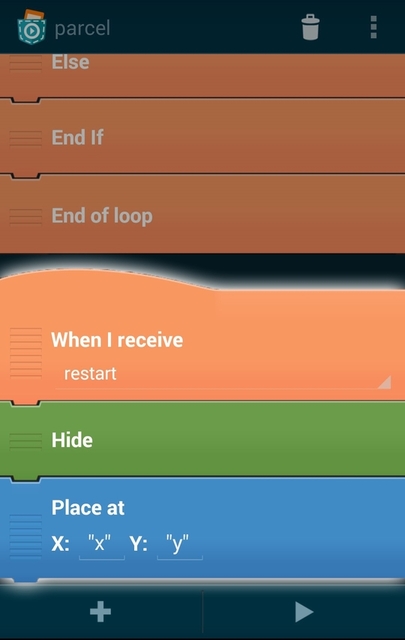 parcel
Else
End If
End of loop
When I receive
restart
Hide
Place at
X: "x" Y: "y"